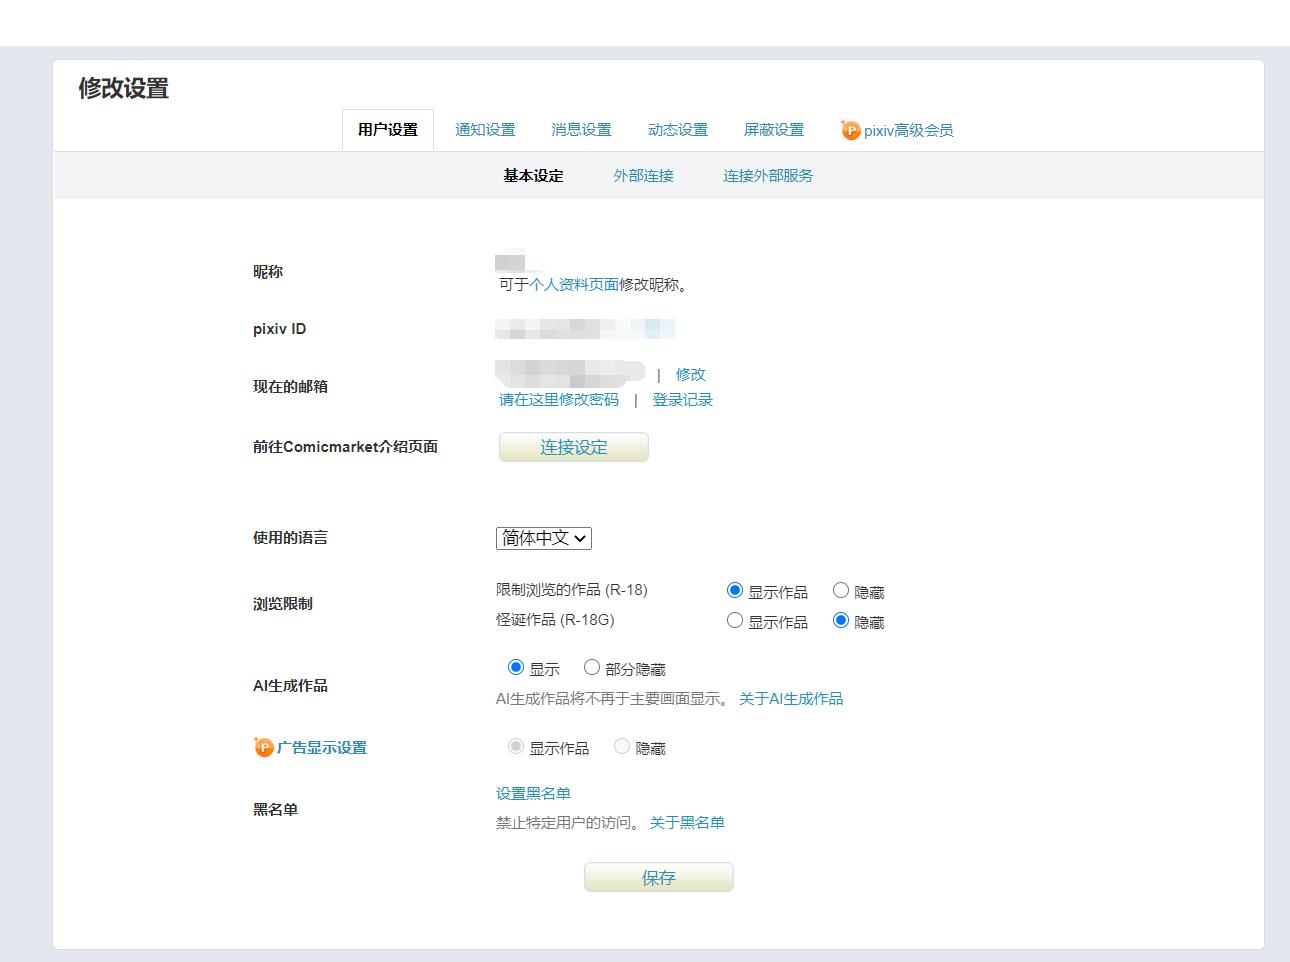 修改设置
用户设置 通知设置 消息设置 动态设置 屏蔽设置 pixiv高级会员
基本设定 外部连接 连接外部服务
昵称
可于个人资料页面修改昵称。
pixiv ID
现在的邮箱 | 修改
请在这里修改密码 | 登录记录
前往Comicmarket介绍页面 连接设定
使用的语言 简体中文
浏览限制
限制浏览的作品 (R-18) 显示作品 隐藏
怪诞作品 (R-18G) 显示作品 隐藏
AI生成作品
显示 部分隐藏
AI生成作品将不再于主要画面显示。 关于AI生成作品
广告显示设置 显示作品 隐藏
黑名单
设置黑名单
禁止特定用户的访问。 关于黑名单
保存